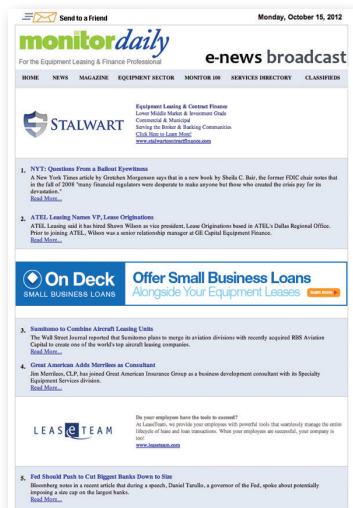 Send to a Friend
Monday, October 15, 2012
monitordaily
For the Equipment Leasing & Finance Professional
e-news broadcast
HOME NEWS MAGAZINE EQUIPMENT SECTOR MONITOR 100 SERVICES DIRECTORY CLASSIFIEDS
STALWART
Equipment Leasing & Contract Finance
Lower Middle Market & Investment Grade
Commercial & Municipal
Serving the Broker & Banking Communities
Click Here to Learn More!
www.stalwartcontractfinance.com
1. NYT: Questions From a Bailout Eyewitness
A New York Times article by Gretchen Morgenson says that in a new book by Sheila C. Bair, the former FDIC chair notes that
in the fall of 2008 "many financial regulators were desperate to make anyone but those who created the crisis pay for its
devastation."
Read More...
2. ATEL Leasing Names VP, Lease Originations
ATEL Leasing said it has hired Shawn Wilson as vice president, Lease Originations based in ATEL's Dallas Regional Office.
Prior to joining ATEL, Wilson was a senior relationship manager at GE Capital Equipment Finance.
Read More...
On Deck
SMALL BUSINESS LOANS
Offer Small Business Loans
Alongside Your Equipment Leases
learn more
3. Sumitomo to Combine Aircraft Leasing Units
The Wall Street Journal reported that Sumitomo plans to merge its aviation divisions with recently acquired RBS Aviation
Capital to create one of the world's top aircraft leasing companies.
Read More...
4. Great American Adds Merrilees as Consultant
Jim Merrilees, CLP, has joined Great American Insurance Group as a business development consultant with its Specialty
Equipment Services division.
Read More...
LEASETEAM
Do your employees have the tools to succeed?
At LeaseTeam, we provide your employees with powerful tools that seamlessly manage the entire
lifecycle of lease and loan transactions. When your employees are successful, your company is
too!
www.leaseteam.com
5. Fed Should Push to Cut Biggest Banks Down to Size
Bloomberg notes in a recent article that during a speech, Daniel Tarullo, a governor of the Fed, spoke about potentially
imposing a size cap on the largest banks.
Read More...